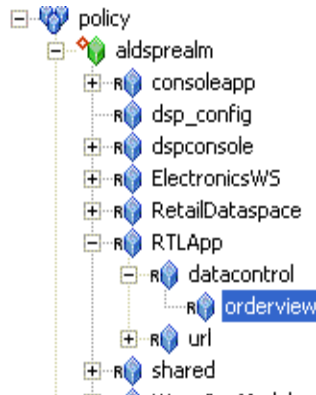 policy
aldsprealm
R consoleapp
R dsp_config
R dspconsole
R ElectronicsWS
R RetailDataspace
R RTLApp
R datacontrol
R orderview
R url
R shared